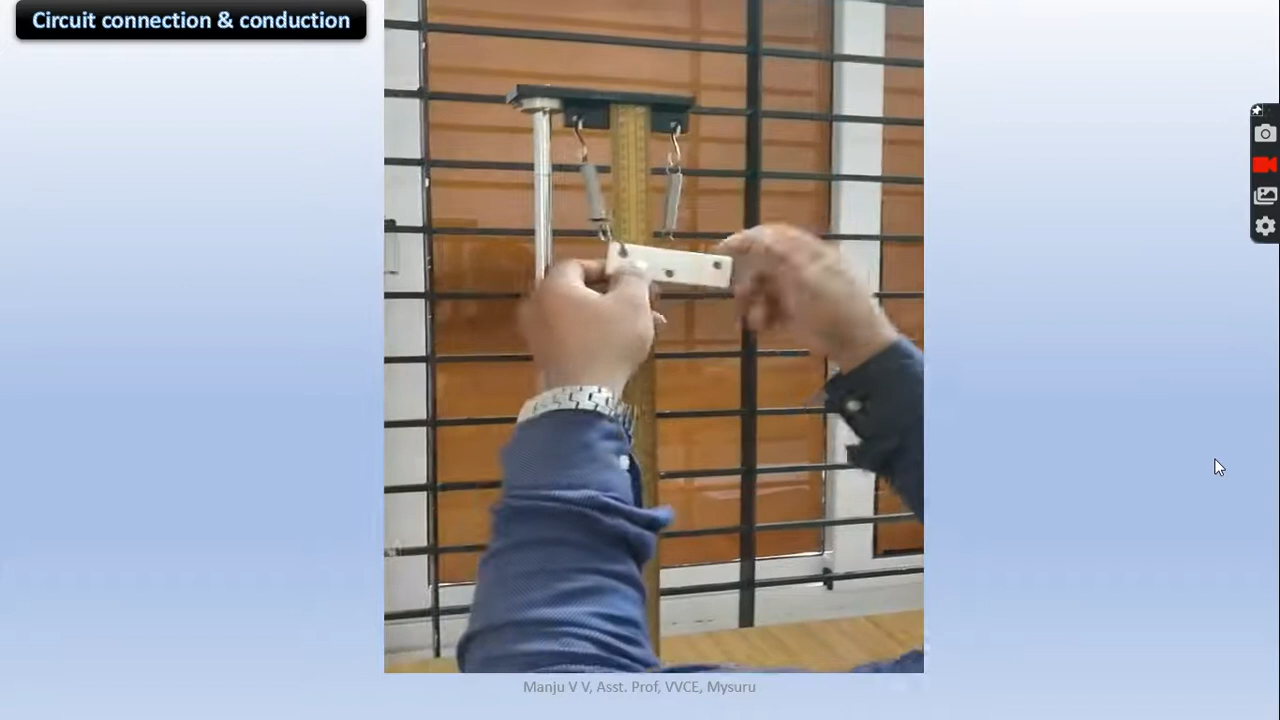 Circuit connection & conduction
Manju V V, Asst. Prof, VVCE, Mysuru